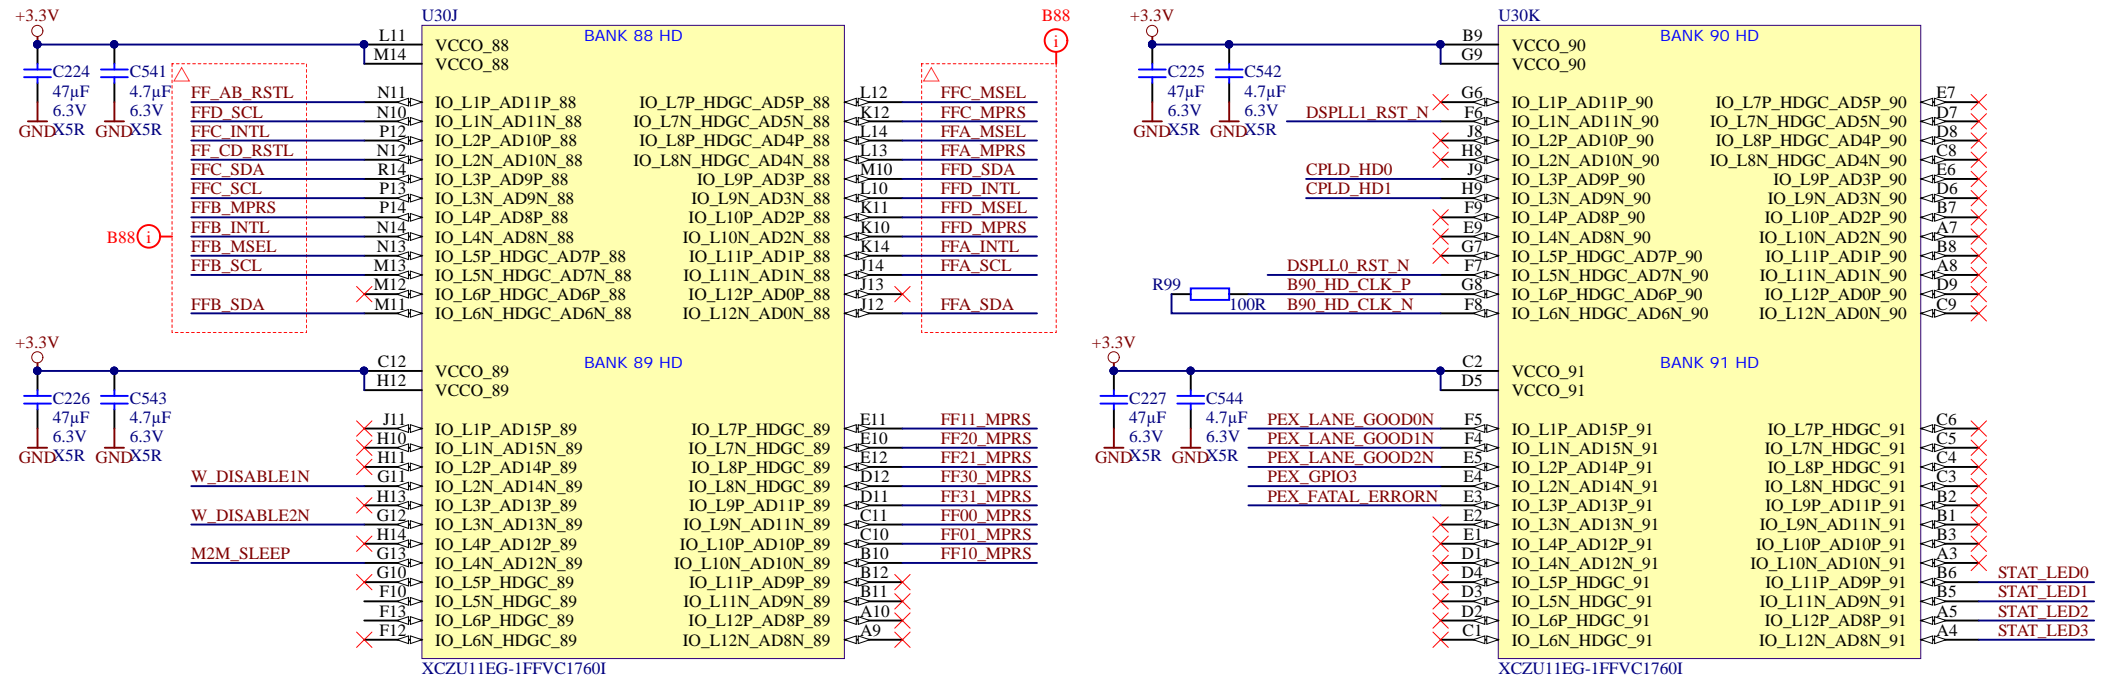 U30J
BANK 88 HD
+3.3V
L11 VCCO_88
M14 VCCO_88
C224
47µF
6.3V
X5R
GND
C541
4.7µF
6.3V
X5R
GND
B88 i
B88 i
FF_AB_RSTL N11 IO_L1P_AD11P_88
FFD_SCL N10 IO_L1N_AD11N_88
FFC_INTL P12 IO_L2P_AD10P_88
FF_CD_RSTL N12 IO_L2N_AD10N_88
FFC_SDA R14 IO_L3P_AD9P_88
FFC_SCL P13 IO_L3N_AD9N_88
FFB_MPRS P14 IO_L4P_AD8P_88
FFB_INTL N14 IO_L4N_AD8N_88
FFB_MSEL N13 IO_L5P_HDGC_AD7P_88
FFB_SCL M13 IO_L5N_HDGC_AD7N_88
M12 IO_L6P_HDGC_AD6P_88
FFB_SDA M11 IO_L6N_HDGC_AD6N_88
IO_L7P_HDGC_AD5P_88 L12 FFC_MSEL
IO_L7N_HDGC_AD5N_88 K12 FFC_MPRS
IO_L8P_HDGC_AD4P_88 L14 FFA_MSEL
IO_L8N_HDGC_AD4N_88 L13 FFA_MPRS
IO_L9P_AD3P_88 M10 FFD_SDA
IO_L9N_AD3N_88 L10 FFD_INTL
IO_L10P_AD2P_88 K11 FFD_MSEL
IO_L10N_AD2N_88 K10 FFD_MPRS
IO_L11P_AD1P_88 K14 FFA_INTL
IO_L11N_AD1N_88 J14 FFA_SCL
IO_L12P_AD0P_88 J13
IO_L12N_AD0N_88 J12 FFA_SDA
BANK 89 HD
+3.3V
C12 VCCO_89
H12 VCCO_89
C226
47µF
6.3V
X5R
GND
C543
4.7µF
6.3V
X5R
GND
J11 IO_L1P_AD15P_89
H10 IO_L1N_AD15N_89
H11 IO_L2P_AD14P_89
W_DISABLE1N G11 IO_L2N_AD14N_89
H13 IO_L3P_AD13P_89
W_DISABLE2N G12 IO_L3N_AD13N_89
H14 IO_L4P_AD12P_89
M2M_SLEEP G13 IO_L4N_AD12N_89
G10 IO_L5P_HDGC_89
F10 IO_L5N_HDGC_89
F13 IO_L6P_HDGC_89
F12 IO_L6N_HDGC_89
IO_L7P_HDGC_89 E11 FF11_MPRS
IO_L7N_HDGC_89 E10 FF20_MPRS
IO_L8P_HDGC_89 E12 FF21_MPRS
IO_L8N_HDGC_89 D12 FF30_MPRS
IO_L9P_AD11P_89 D11 FF31_MPRS
IO_L9N_AD11N_89 C11 FF00_MPRS
IO_L10P_AD10P_89 C10 FF01_MPRS
IO_L10N_AD10N_89 B10 FF10_MPRS
IO_L11P_AD9P_89 B12
IO_L11N_AD9N_89 B11
IO_L12P_AD8P_89 A10
IO_L12N_AD8N_89 A9
XCZU11EG-1FFVC1760I
U30K
BANK 90 HD
+3.3V
B9 VCCO_90
G9 VCCO_90
C225
47µF
6.3V
X5R
GND
C542
4.7µF
6.3V
X5R
GND
G6 IO_L1P_AD11P_90
DSPLL1_RST_N F6 IO_L1N_AD11N_90
J8 IO_L2P_AD10P_90
H8 IO_L2N_AD10N_90
CPLD_HD0 J9 IO_L3P_AD9P_90
CPLD_HD1 H9 IO_L3N_AD9N_90
F9 IO_L4P_AD8P_90
E9 IO_L4N_AD8N_90
G7 IO_L5P_HDGC_AD7P_90
DSPLL0_RST_N F7 IO_L5N_HDGC_AD7N_90
R99 B90_HD_CLK_P G8 IO_L6P_HDGC_AD6P_90
100R B90_HD_CLK_N F8 IO_L6N_HDGC_AD6N_90
IO_L7P_HDGC_AD5P_90 E7
IO_L7N_HDGC_AD5N_90 D7
IO_L8P_HDGC_AD4P_90 D8
IO_L8N_HDGC_AD4N_90 C8
IO_L9P_AD3P_90 E6
IO_L9N_AD3N_90 D6
IO_L10P_AD2P_90 B7
IO_L10N_AD2N_90 A7
IO_L11P_AD1P_90 B8
IO_L11N_AD1N_90 A8
IO_L12P_AD0P_90 D9
IO_L12N_AD0N_90 C9
BANK 91 HD
+3.3V
C2 VCCO_91
D5 VCCO_91
C227
47µF
6.3V
X5R
GND
C544
4.7µF
6.3V
X5R
GND
PEX_LANE_GOOD0N F5 IO_L1P_AD15P_91
PEX_LANE_GOOD1N F4 IO_L1N_AD15N_91
PEX_LANE_GOOD2N E5 IO_L2P_AD14P_91
PEX_GPIO3 E4 IO_L2N_AD14N_91
PEX_FATAL_ERRORN E3 IO_L3P_AD13P_91
E2 IO_L3N_AD13N_91
E1 IO_L4P_AD12P_91
D1 IO_L4N_AD12N_91
D4 IO_L5P_HDGC_91
D3 IO_L5N_HDGC_91
D2 IO_L6P_HDGC_91
C1 IO_L6N_HDGC_91
IO_L7P_HDGC_91 C6
IO_L7N_HDGC_91 C5
IO_L8P_HDGC_91 C4
IO_L8N_HDGC_91 C3
IO_L9P_AD11P_91 B2
IO_L9N_AD11N_91 B1
IO_L10P_AD10P_91 B3
IO_L10N_AD10N_91 A3
IO_L11P_AD9P_91 B6 STAT_LED0
IO_L11N_AD9N_91 B5 STAT_LED1
IO_L12P_AD8P_91 A5 STAT_LED2
IO_L12N_AD8N_91 A4 STAT_LED3
XCZU11EG-1FFVC1760I